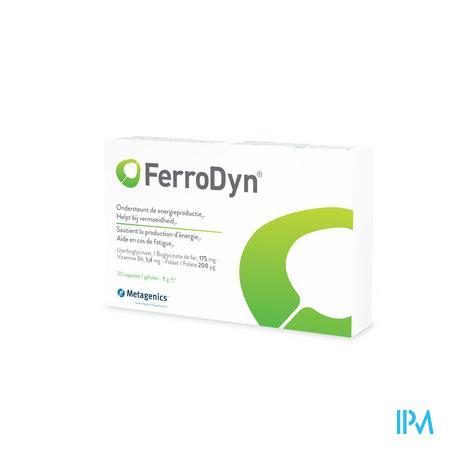 FerroDyn®
Ondersteunt de energieproductie,
Helpt bij vermoeidheid,
Soutient la production d'énergie,
Aide en cas de fatigue,
IJzerbisglycinaat / Bisglycinate de fer, 175 mg
Vitamine B6, 1,4 mg - Folaat / Folate 200 µg
30 capsules / gélules - 8 g e
Metagenics
IPM